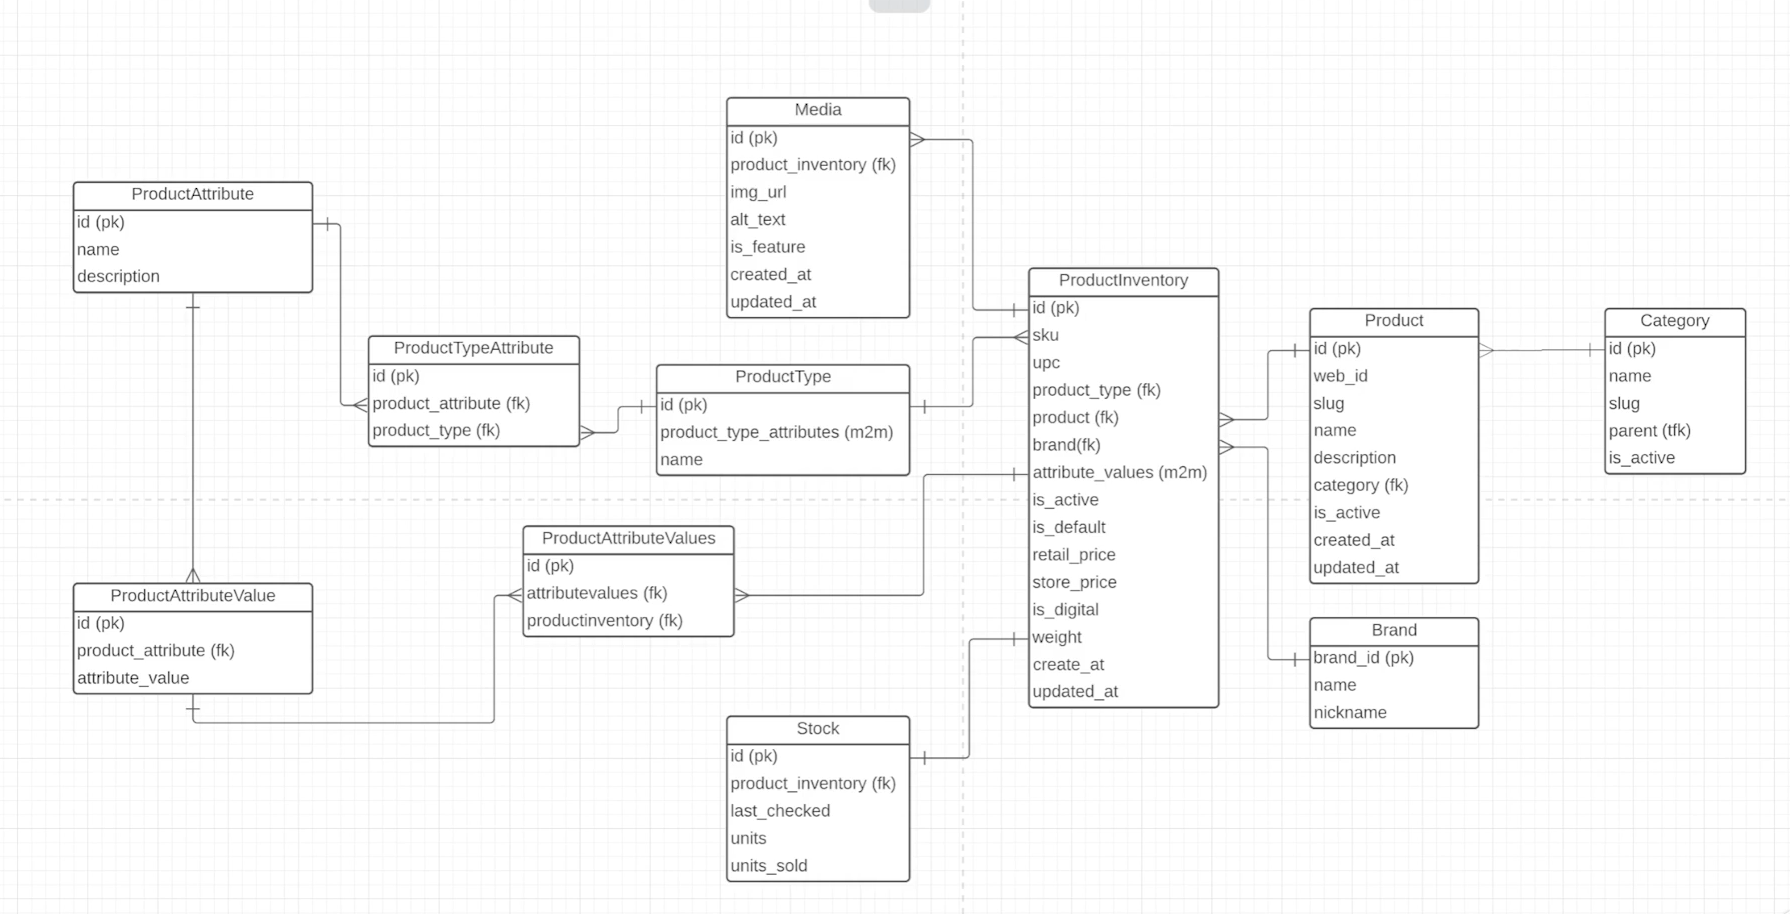 Media
id (pk)
product_inventory (fk)
img_url
alt_text
is_feature
created_at
updated_at
ProductAttribute
id (pk)
name
description
ProductTypeAttribute
id (pk)
product_attribute (fk)
product_type (fk)
ProductType
id (pk)
product_type_attributes (m2m)
name
ProductInventory
id (pk)
sku
upc
product_type (fk)
product (fk)
brand(fk)
attribute_values (m2m)
is_active
is_default
retail_price
store_price
is_digital
weight
create_at
updated_at
Product
id (pk)
web_id
slug
name
description
category (fk)
is_active
created_at
updated_at
Category
id (pk)
name
slug
parent (tfk)
is_active
ProductAttributeValues
id (pk)
attributevalues (fk)
productinventory (fk)
ProductAttributeValue
id (pk)
product_attribute (fk)
attribute_value
Brand
brand_id (pk)
name
nickname
Stock
id (pk)
product_inventory (fk)
last_checked
units
units_sold